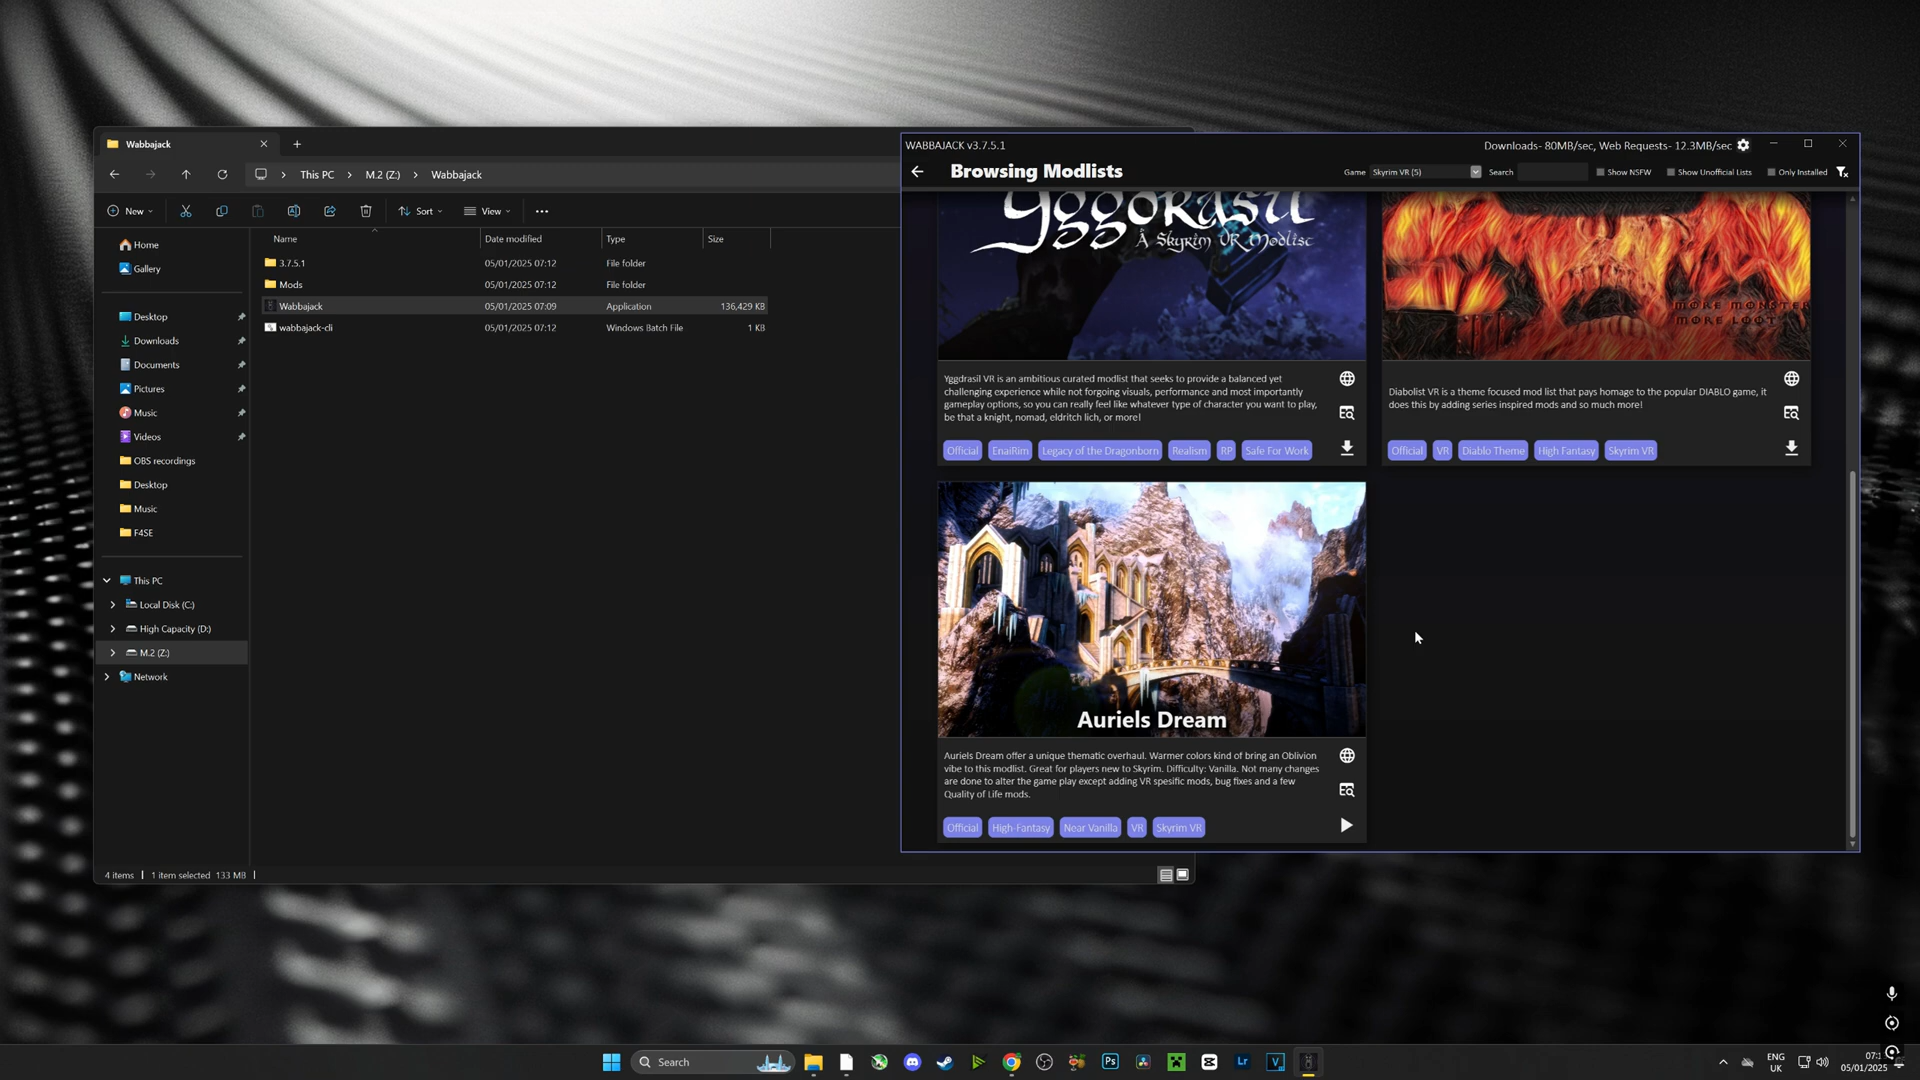 Wabbajack
This PC
M.2 (Z:)
Wabbajack
New
Sort
View
Home
Gallery
Desktop
Downloads
Documents
Pictures
Music
Videos
OBS recordings
Desktop
Music
F4SE
This PC
Local Disk (C:)
High Capacity (D:)
M.2 (Z:)
Network
Name
Date modified
Type
Size
3.7.5.1
05/01/2025 07:12
File folder
Mods
05/01/2025 07:12
File folder
Wabbajack
05/01/2025 07:09
Application
136,429 KB
wabbajack-cli
05/01/2025 07:12
Windows Batch File
1 KB
4 items
1 item selected 133 MB
WABBAJACK v3.7.5.1
Downloads- 80MB/sec, Web Requests- 12.3MB/sec
Browsing Modlists
Game
Skyrim VR (5)
Search
Show NSFW
Show Unofficial Lists
Only Installed
Yggdrasil
A Skyrim VR Modlist
Yggdrasil VR is an ambitious curated modlist that seeks to provide a balanced yet
challenging experience while not forgoing visuals, performance and most importantly
gameplay options, so you can really feel like whatever type of character you want to play,
be that a knight, nomad, eldritch lich, or more!
Official
EnaiRim
Legacy of the Dragonborn
Realism
RP
Safe For Work
MORE MONSTER
MORE LOOT
Diabolist VR is a theme focused mod list that pays homage to the popular DIABLO game, it
does this by adding series inspired mods and so much more!
Official
VR
Diablo Theme
High Fantasy
Skyrim VR
Auriels Dream
Auriels Dream offer a unique thematic overhaul. Warmer colors kind of bring an Oblivion
vibe to this modlist. Great for players new to Skyrim. Difficulty: Vanilla. Not many changes
are done to alter the game play except adding VR spesific mods, bug fixes and a few
Quality of Life mods.
Official
High-Fantasy
Near Vanilla
VR
Skyrim VR
Search
Ps
Lr
V
ENG
UK
05/01/2025